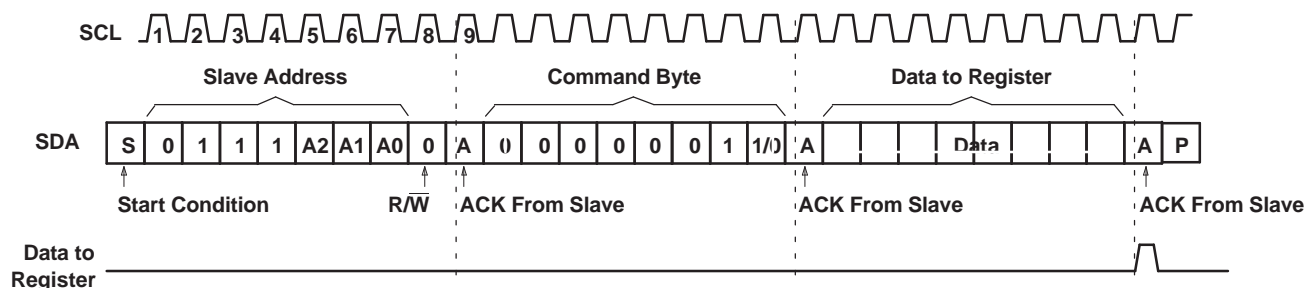 SCL 1 2 3 4 5 6 7 8 9
Slave Address Command Byte Data to Register
SDA S 0 1 1 1 A2 A1 A0 0 A 0 0 0 0 0 0 1 1/0 A Data A P
Start Condition R/W̅ ACK From Slave ACK From Slave ACK From Slave
Data to
Register